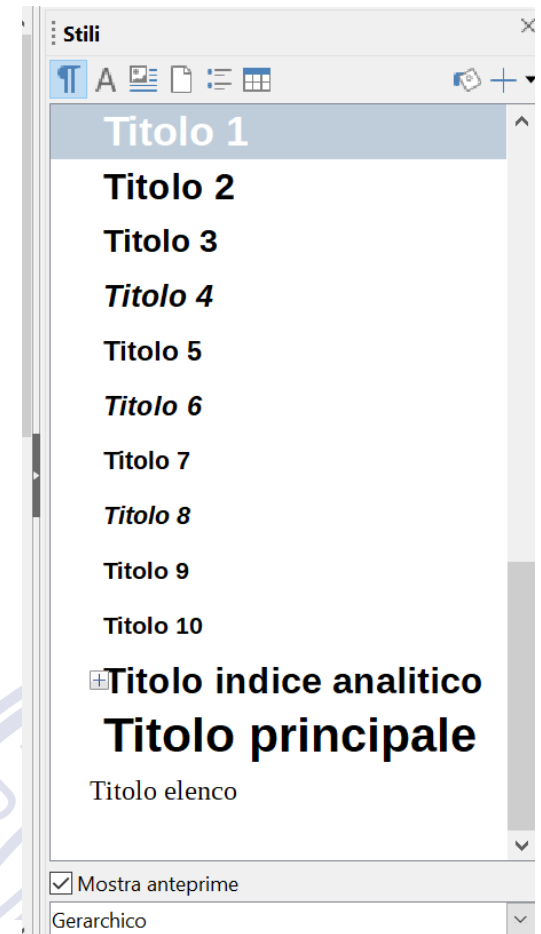 Stili
Titolo 1
Titolo 2
Titolo 3
Titolo 4
Titolo 5
Titolo 6
Titolo 7
Titolo 8
Titolo 9
Titolo 10
Titolo indice analitico
Titolo principale
Titolo elenco
Mostra anteprime
Gerarchico